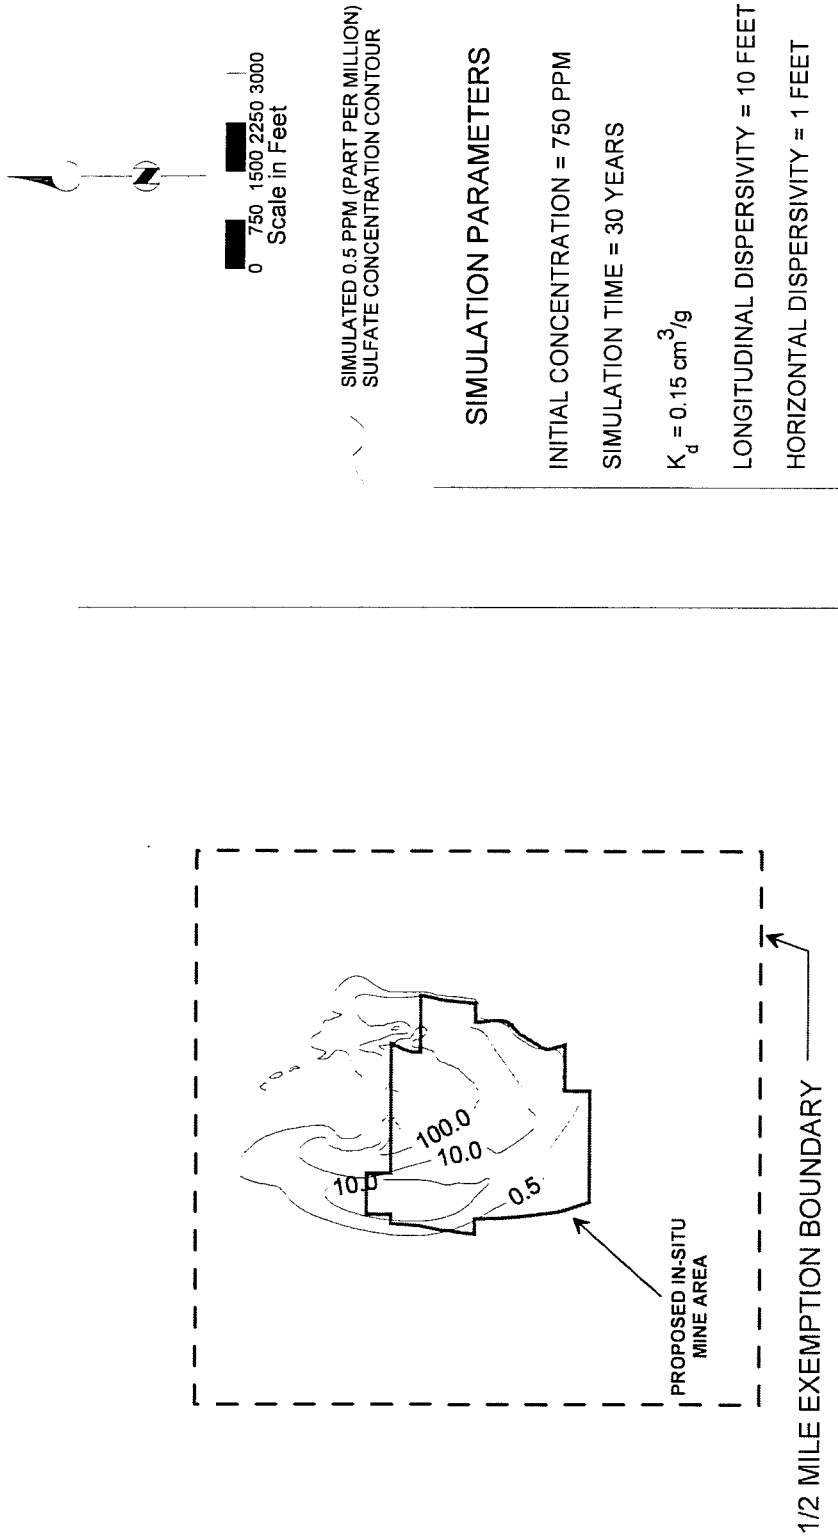 N
0 750 1500 2250 3000
Scale in Feet
SIMULATED 0.5 PPM (PART PER MILLION)
SULFATE CONCENTRATION CONTOUR
SIMULATION PARAMETERS
INITIAL CONCENTRATION = 750 PPM
SIMULATION TIME = 30 YEARS
K_d = 0.15 cm³/g
LONGITUDINAL DISPERSIVITY = 10 FEET
HORIZONTAL DISPERSIVITY = 1 FEET
100.0
10.0
10.0
0.5
PROPOSED IN-SITU
MINE AREA
1/2 MILE EXEMPTION BOUNDARY